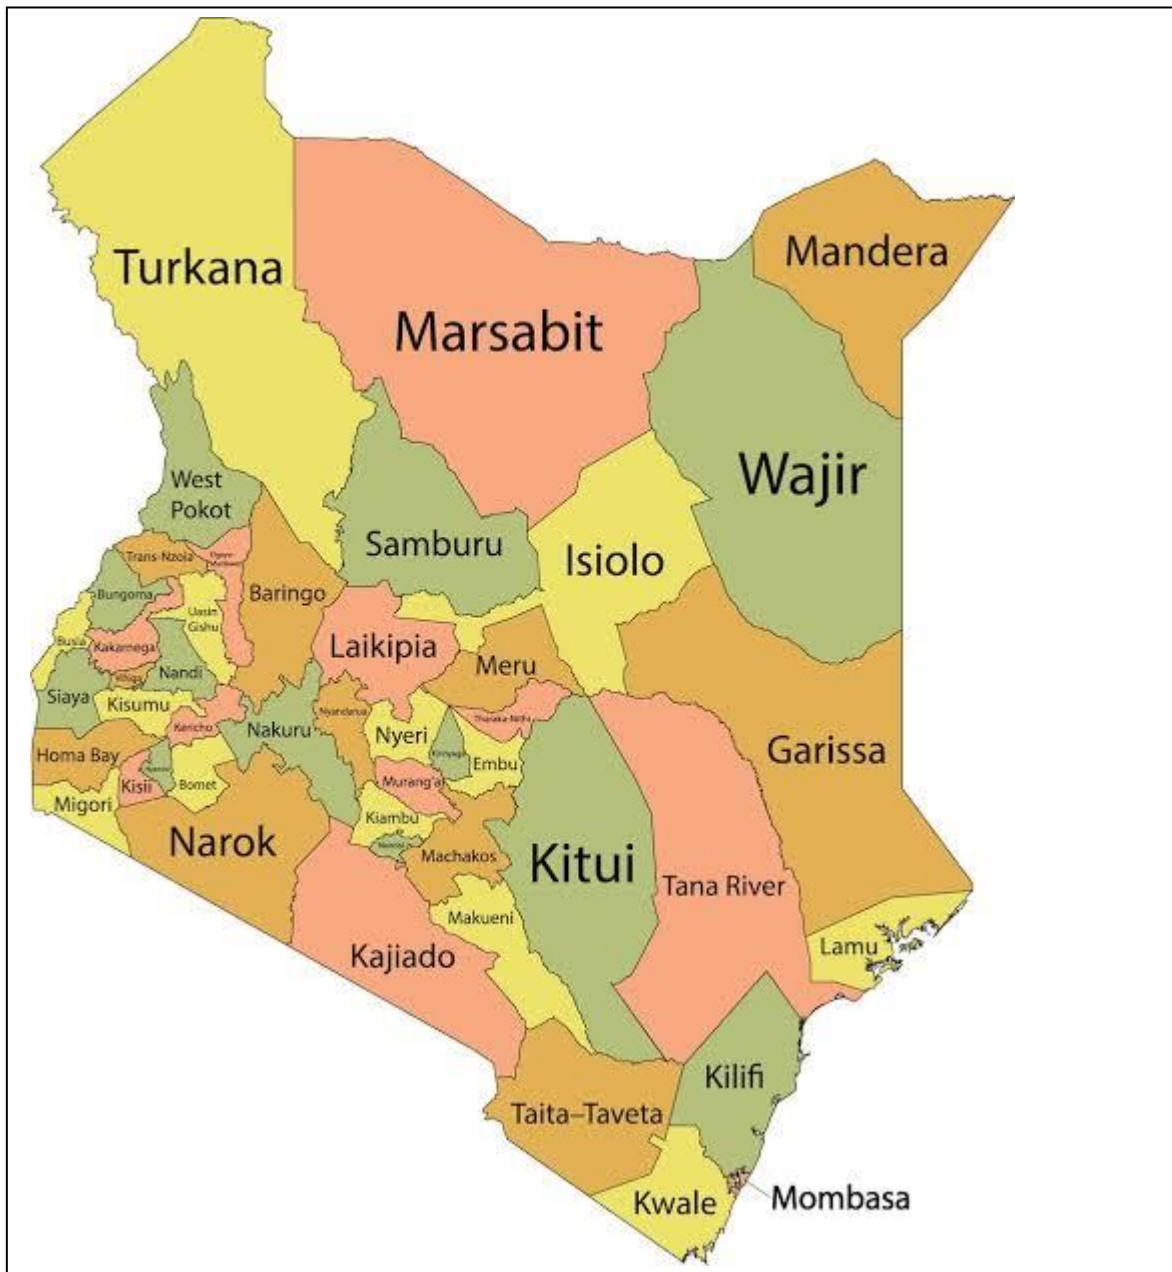 Turkana
Mandera
Marsabit
Wajir
West
Pokot
Samburu
Isiolo
Trans-Nzoia
Baringo
Bungoma
Uasin
Gishu
Busia
Kakamega
Laikipia
Nandi
Meru
Siaya
Kisumu
Nyandarua
Tharaka-Nithi
Kericho
Nakuru
Nyeri
Garissa
Homa Bay
Embu
Kisii
Bomet
Murang'a
Migori
Kiambu
Narok
Nairobi
Machakos
Kitui
Tana River
Makueni
Lamu
Kajiado
Kilifi
Taita–Taveta
Kwale
Mombasa